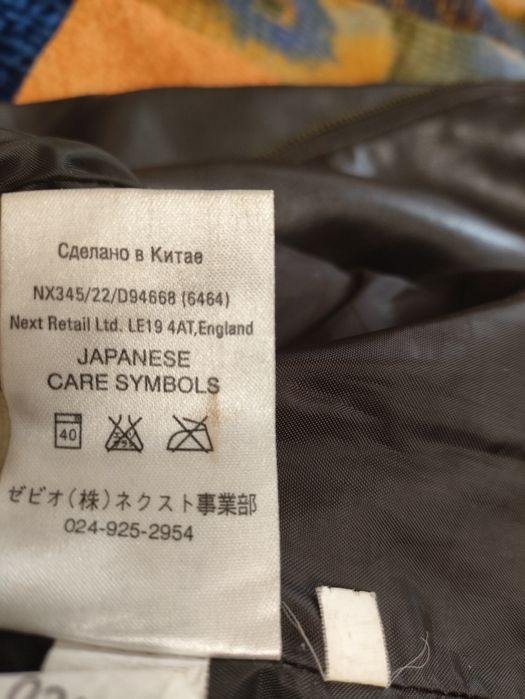 Сделано в Китае
NX345/22/D94668 (6464)
Next Retail Ltd. LE19 4AT,England
JAPANESE
CARE SYMBOLS
40
ゼビオ(株)ネクスト事業部
024-925-2954